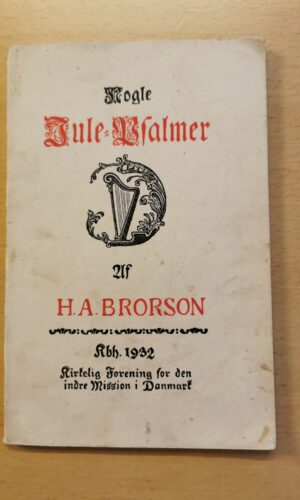 Nogle
Jule-Psalmer
Af
H. A. BRORSON
Kbh. 1932
Kirkelig Forening for den
indre Mission i Danmark